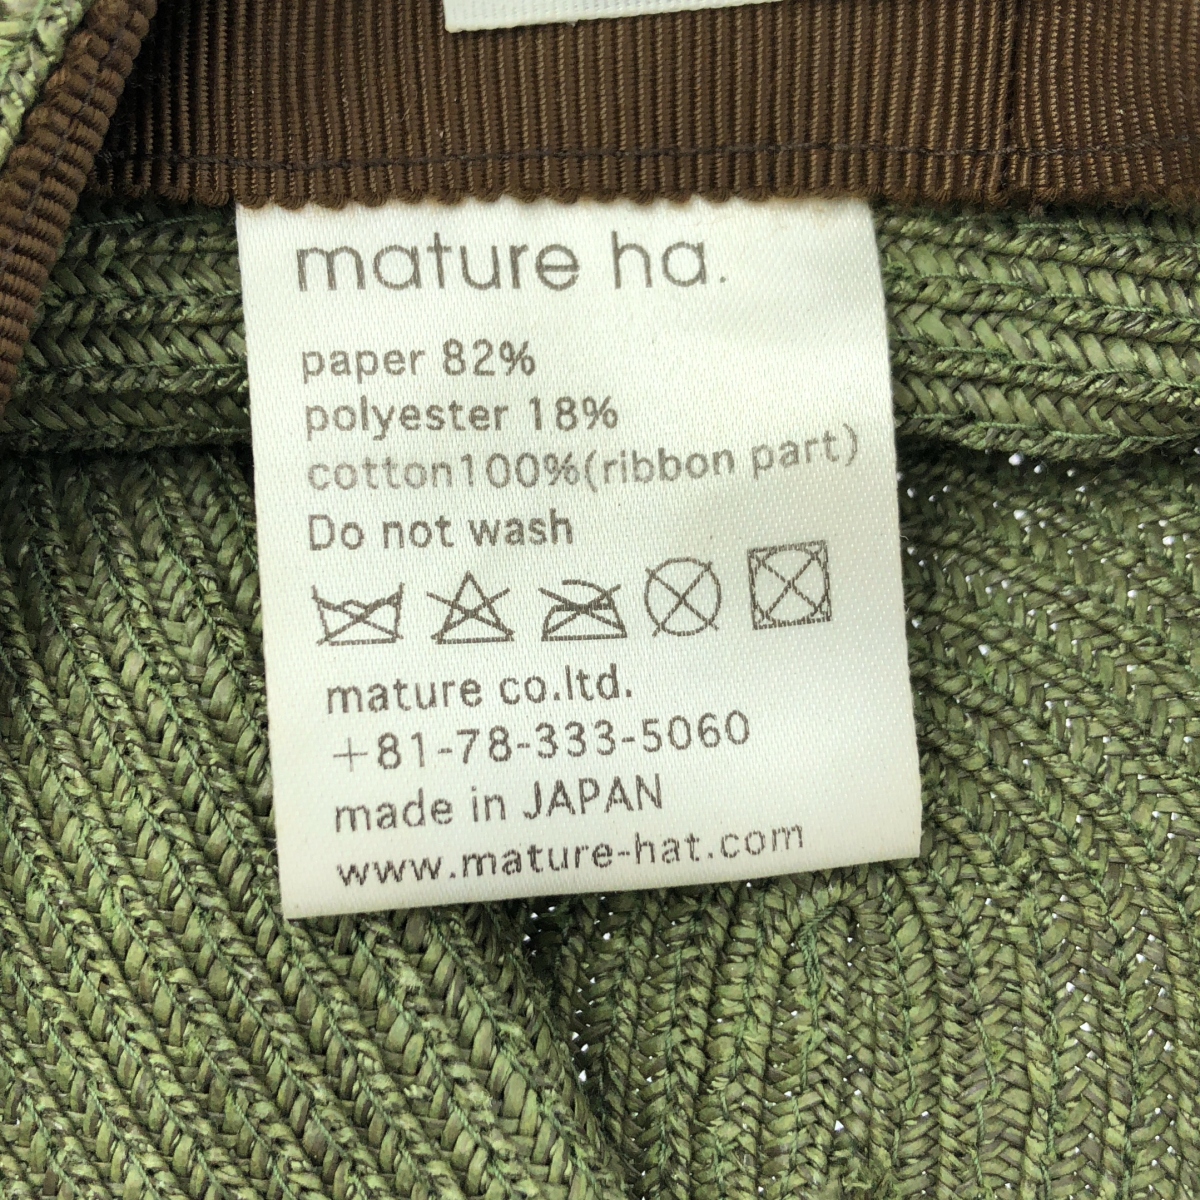 mature ha.
paper 82%
polyester 18%
cotton100%(ribbon part)
Do not wash
mature co.ltd.
+81-78-333-5060
made in JAPAN
www.mature-hat.com